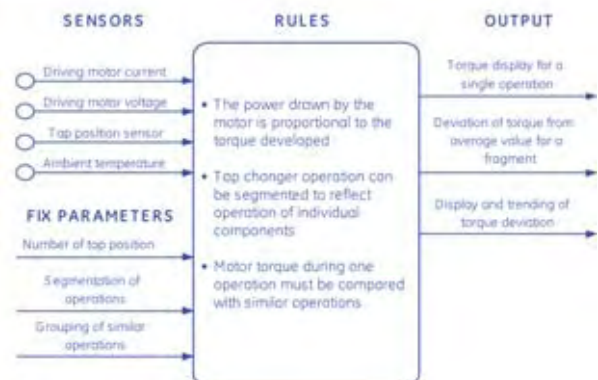 SENSORS
Driving motor current
Driving motor voltage
Tap position sensor
Ambient temperature
FIX PARAMETERS
Number of tap position
Segmentation of
operations
Grouping of similar
operations
RULES
• The power drawn by the
motor is proportional to the
torque developed
• Tap changer operation can
be segmented to reflect
operation of individual
components
• Motor torque during one
operation must be compared
with similar operations
OUTPUT
Torque display for a
single operation
Deviation of torque from
average value for a
fragment
Display and trending of
torque deviation